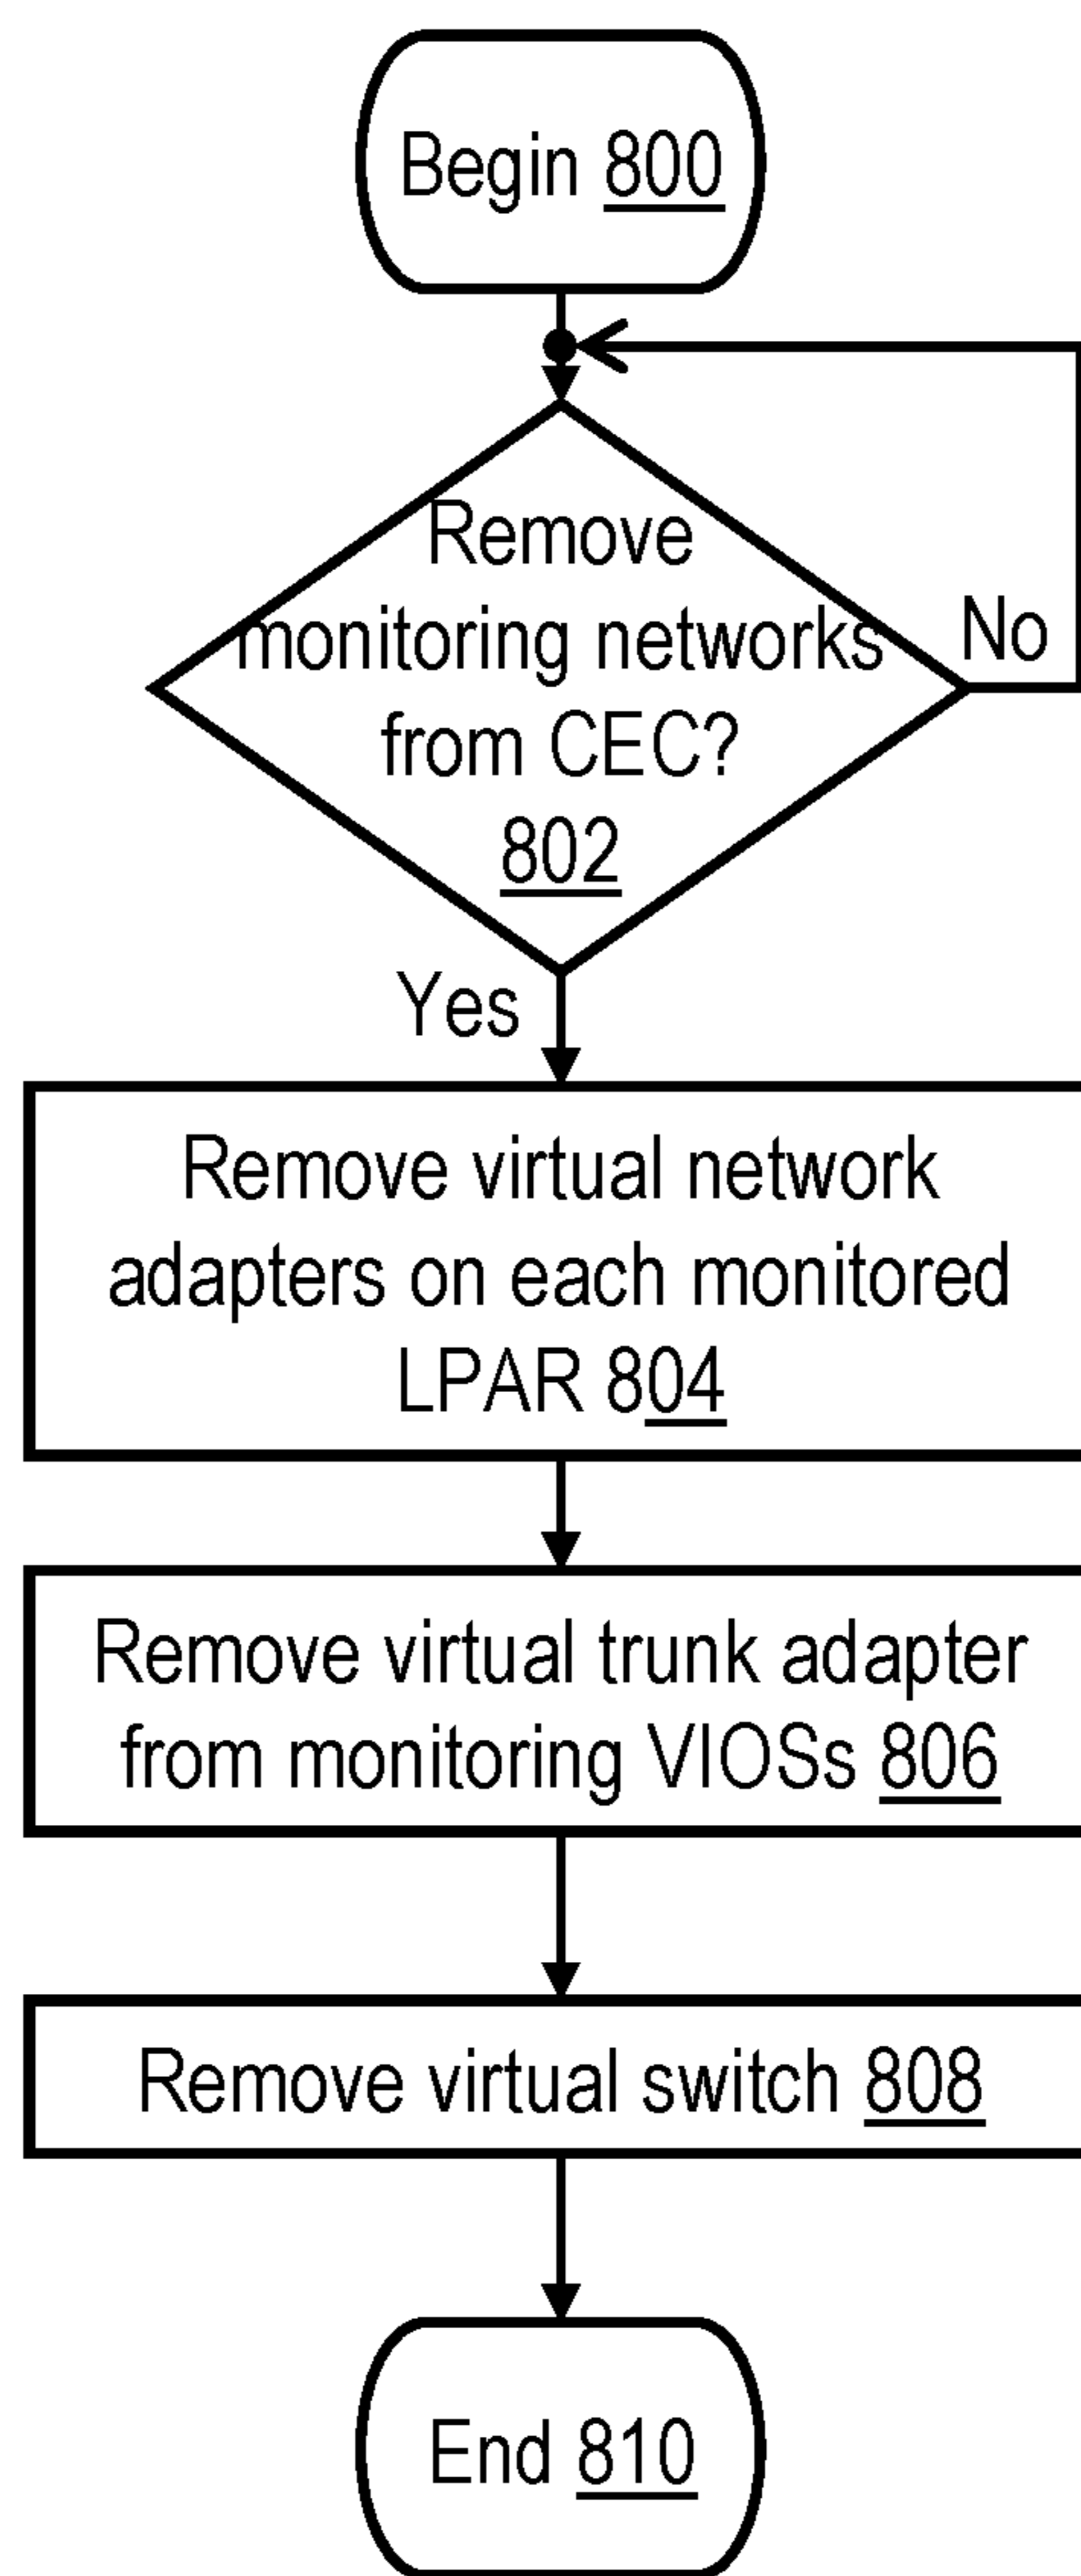 Begin 800
Remove
monitoring networks
from CEC?
802
No
Yes
Remove virtual network
adapters on each monitored
LPAR 804
Remove virtual trunk adapter
from monitoring VIOSs 806
Remove virtual switch 808
End 810